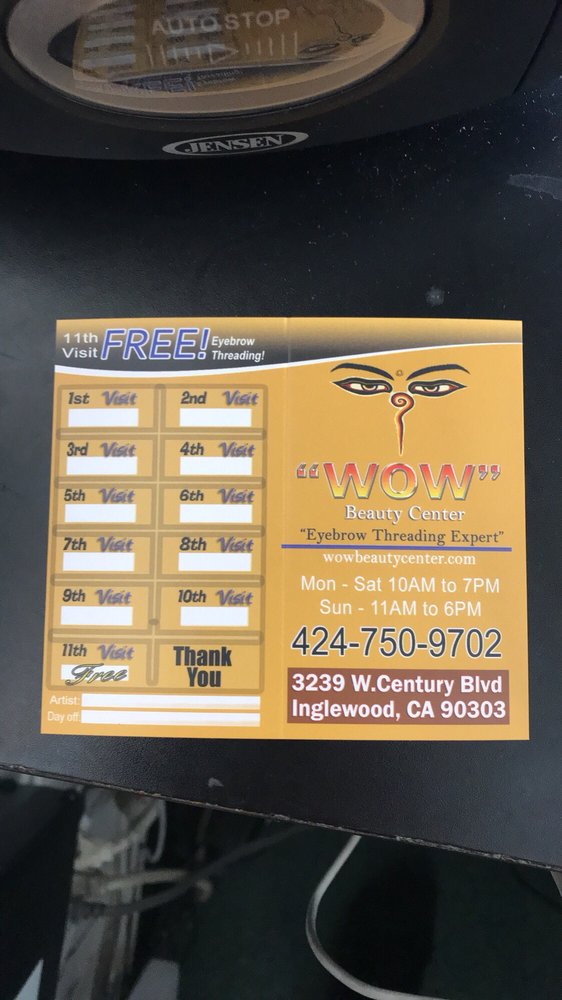 AUTO STOP
JENSEN
11th
Visit
FREE!
Eyebrow
Threading!
1st Visit
2nd Visit
3rd Visit
4th Visit
5th Visit
6th Visit
7th Visit
8th Visit
9th Visit
10th Visit
11th Visit
Free
Thank
You
Artist:
Day off:
"WOW"
Beauty Center
"Eyebrow Threading Expert"
wowbeautycenter.com
Mon - Sat 10AM to 7PM
Sun - 11AM to 6PM
424-750-9702
3239 W.Century Blvd
Inglewood, CA 90303